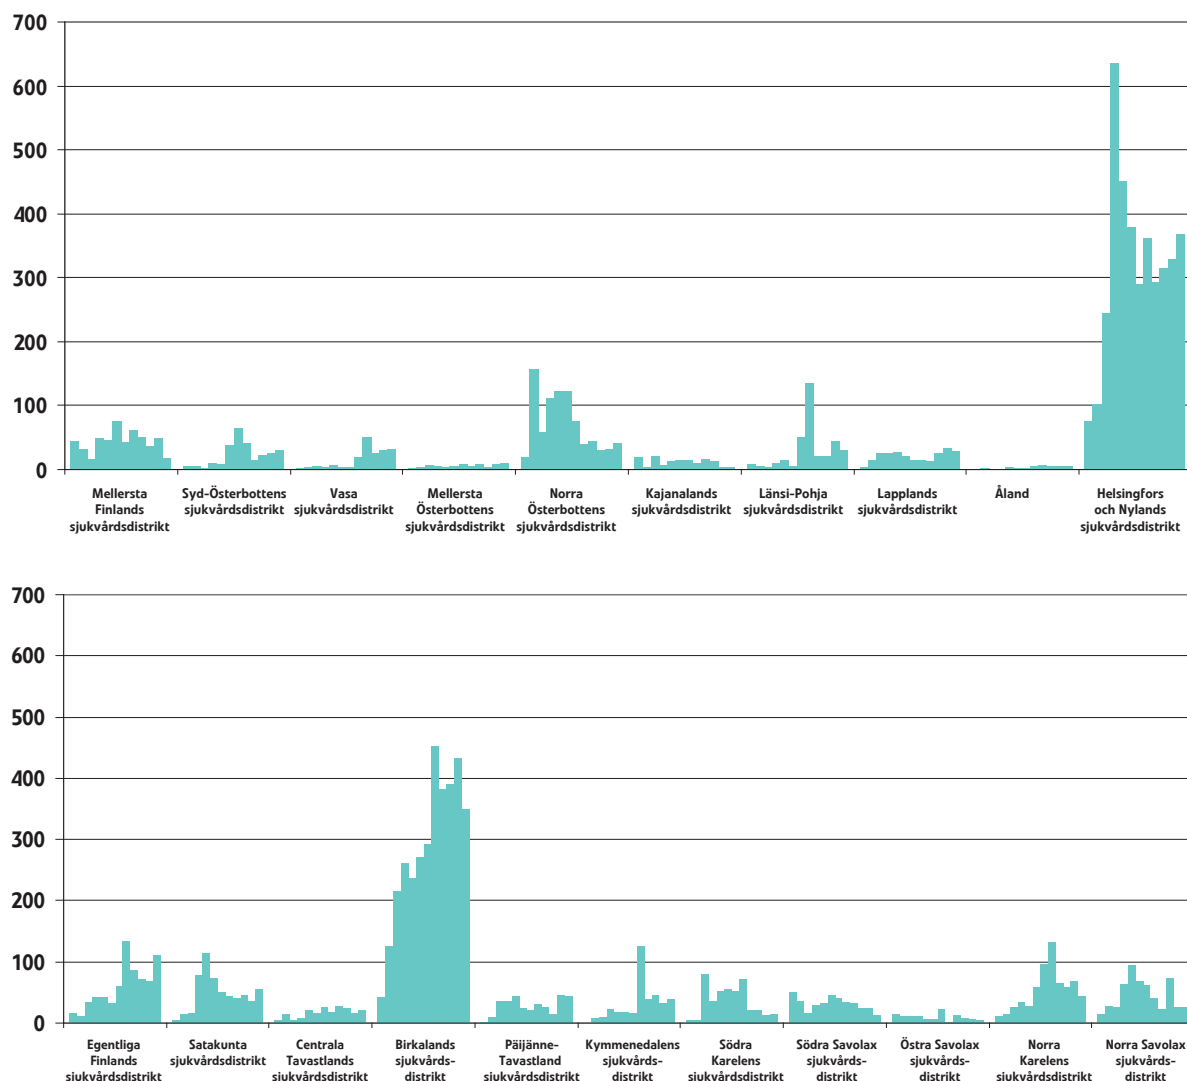 700
600
500
400
300
200
100
0
Mellersta
Finlands
sjukvårdsdistrikt
Syd-Österbottens
sjukvårdsdistrikt
Vasa
sjukvårdsdistrikt
Mellersta
Österbottens
sjukvårdsdistrikt
Norra
Österbottens
sjukvårdsdistrikt
Kajanalands
sjukvårdsdistrikt
Länsi-Pohja
sjukvårdsdistrikt
Lapplands
sjukvårdsdistrikt
Åland
Helsingfors
och Nylands
sjukvårdsdistrikt
700
600
500
400
300
200
100
0
Egentliga
Finlands
sjukvårdsdistrikt
Satakunta
sjukvårdsdistrikt
Centrala
Tavastlands
sjukvårdsdistrikt
Birkalands
sjukvårds-
distrikt
Päijänne-
Tavastland
sjukvårdsdistrikt
Kymmenedalens
sjukvårds-
distrikt
Södra
Karelens
sjukvårdsdistrikt
Södra Savolax
sjukvårds-
distrikt
Östra Savolax
sjukvårds-
distrikt
Norra
Karelens
sjukvårdsdistrikt
Norra Savolax
sjukvårds-
distrikt